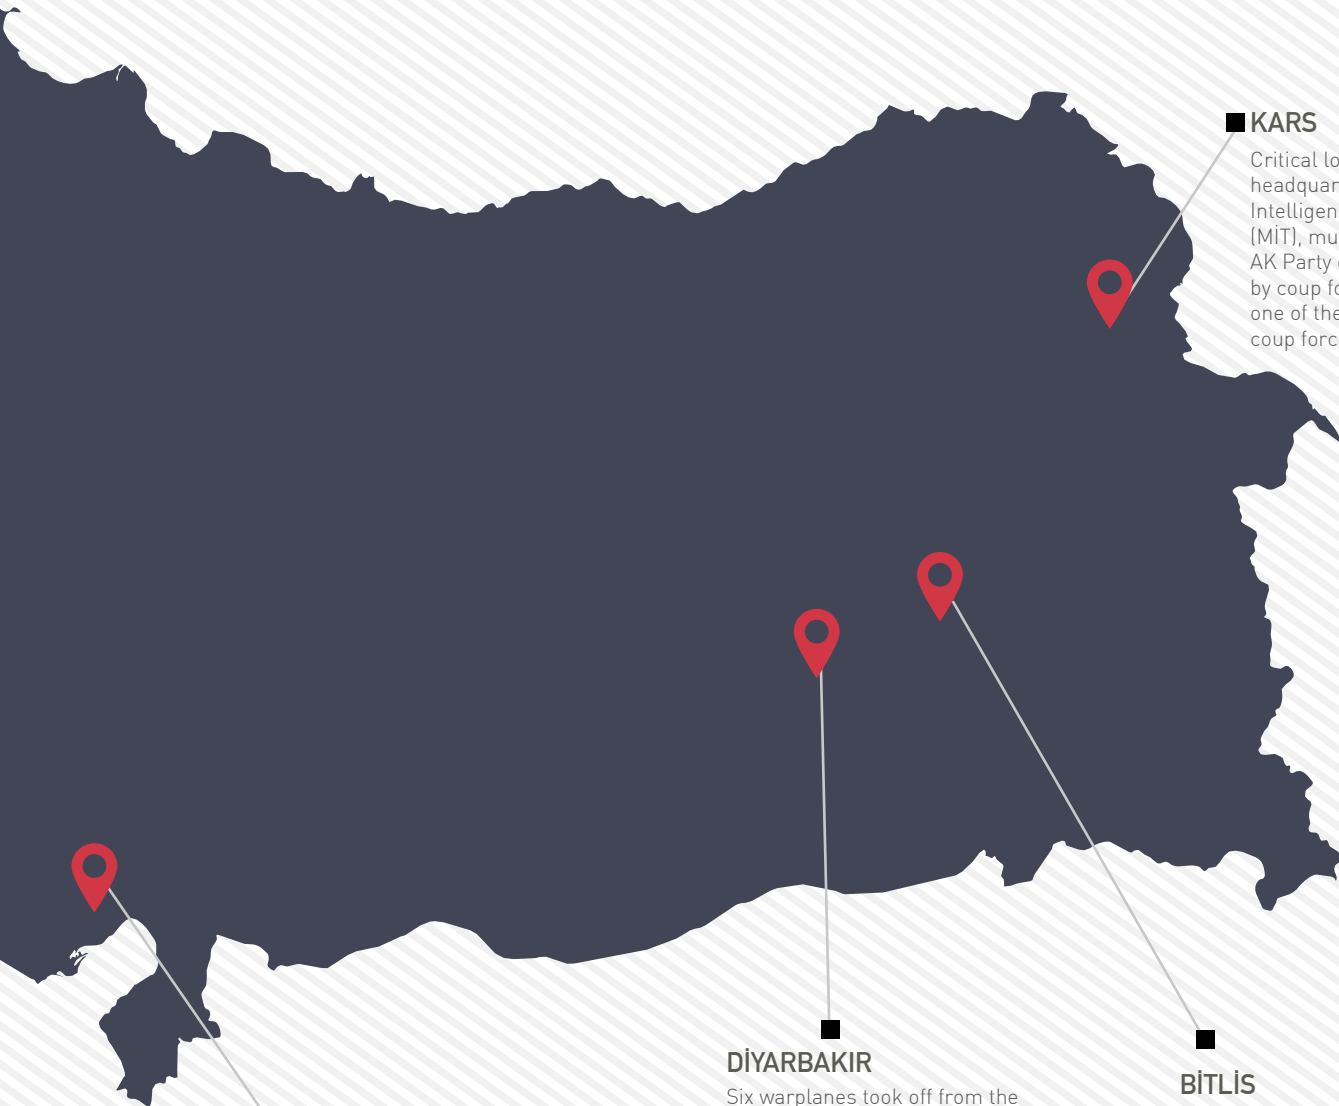 KARS
Critical
headquar
Intelligen
(MİT), mu
AK Party
by coup fo
one of the
coup forc
DİYARBAKIR
Six warplanes took off from the
BİTLİS